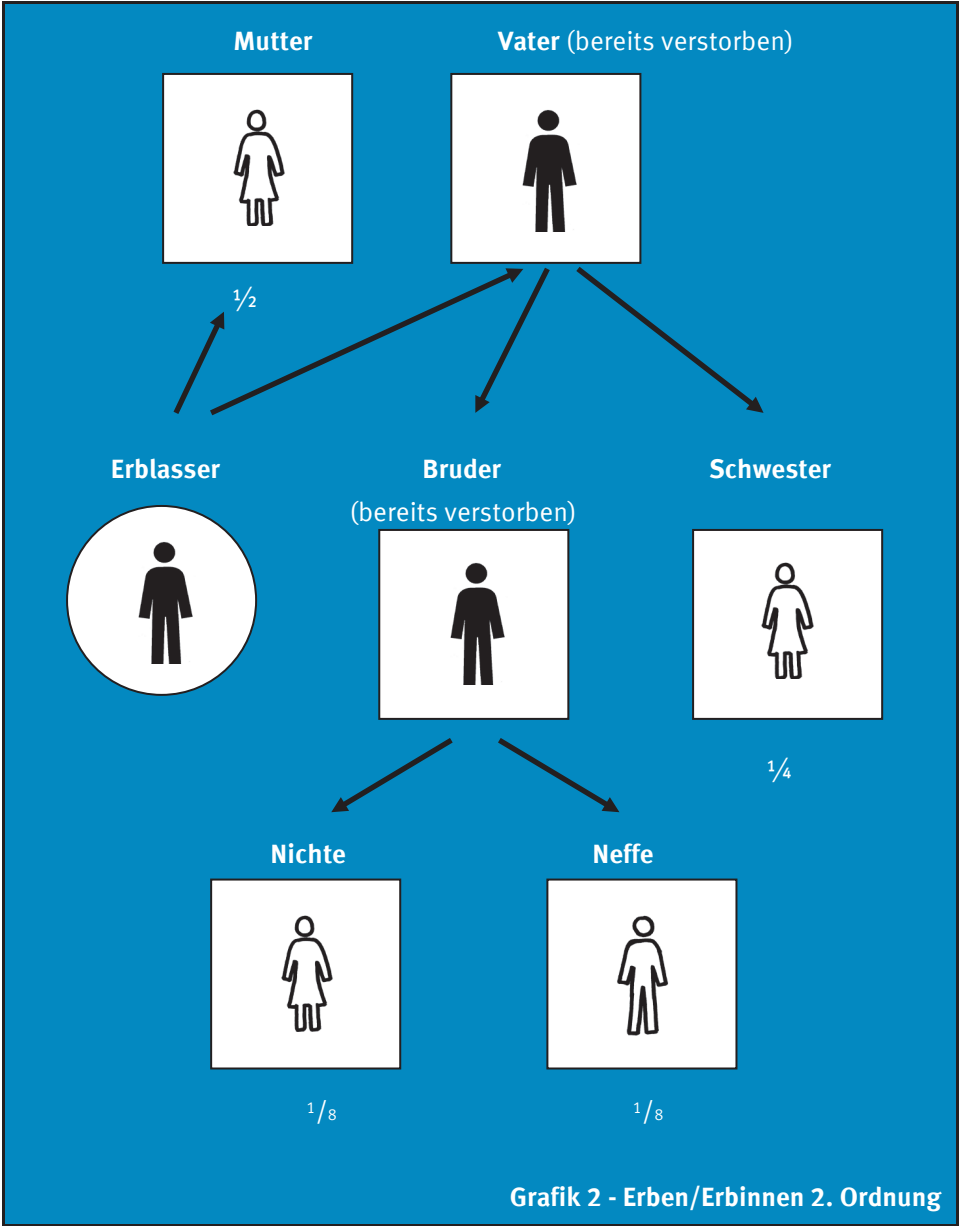 Mutter
Vater (bereits verstorben)
½
Erblasser
Bruder
(bereits verstorben)
Schwester
¼
Nichte
Neffe
1/8
1/8
Grafik 2 - Erben/Erbinnen 2. Ordnung